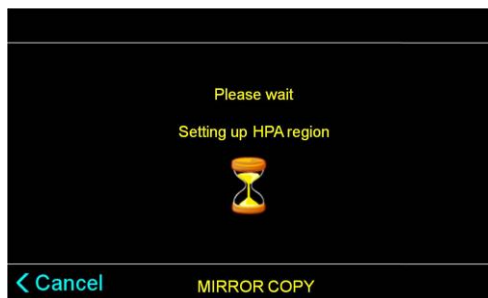 Please wait
Setting up HPA region
Cancel
MIRROR COPY